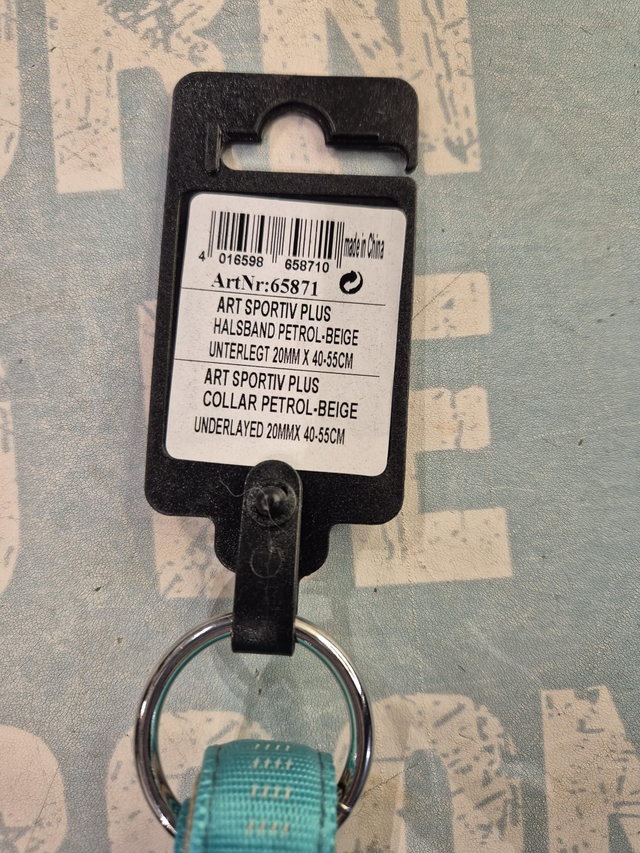 made in China
4 016598 658710
ArtNr:65871
ART SPORTIV PLUS
HALSBAND PETROL-BEIGE
UNTERLEGT 20MM X 40-55CM
ART SPORTIV PLUS
COLLAR PETROL-BEIGE
UNDERLAYED 20MMX 40-55CM